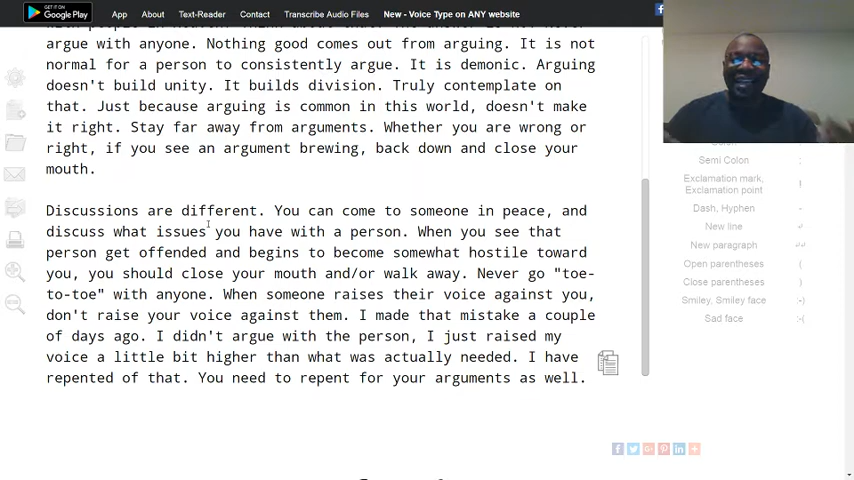 GET IT ON
Google Play
App About Text-Reader Contact Transcribe Audio Files New - Voice Type on ANY website
argue with anyone. Nothing good comes out from arguing. It is not
normal for a person to consistently argue. It is demonic. Arguing
doesn't build unity. It builds division. Truly contemplate on
that. Just because arguing is common in this world, doesn't make
it right. Stay far away from arguments. Whether you are wrong or
right, if you see an argument brewing, back down and close your
mouth.
Discussions are different. You can come to someone in peace, and
discuss what issues you have with a person. When you see that
person get offended and begins to become somewhat hostile toward
you, you should close your mouth and/or walk away. Never go "toe-
to-toe" with anyone. When someone raises their voice against you,
don't raise your voice against them. I made that mistake a couple
of days ago. I didn't argue with the person, I just raised my
voice a little bit higher than what was actually needed. I have
repented of that. You need to repent for your arguments as well.
Semi Colon ;
Exclamation mark, !
Exclamation point
Dash, Hyphen -
New line ↲
New paragraph ↲↲
Open parentheses (
Close parentheses )
Smiley, Smiley face :-)
Sad face :-(